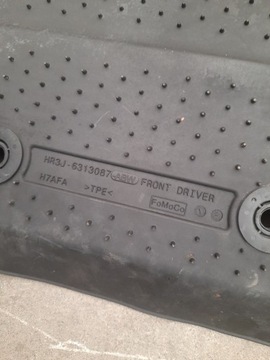 HR3J-6313087 FRONT DRIVER
H7AFA >TPE< FoMoCo